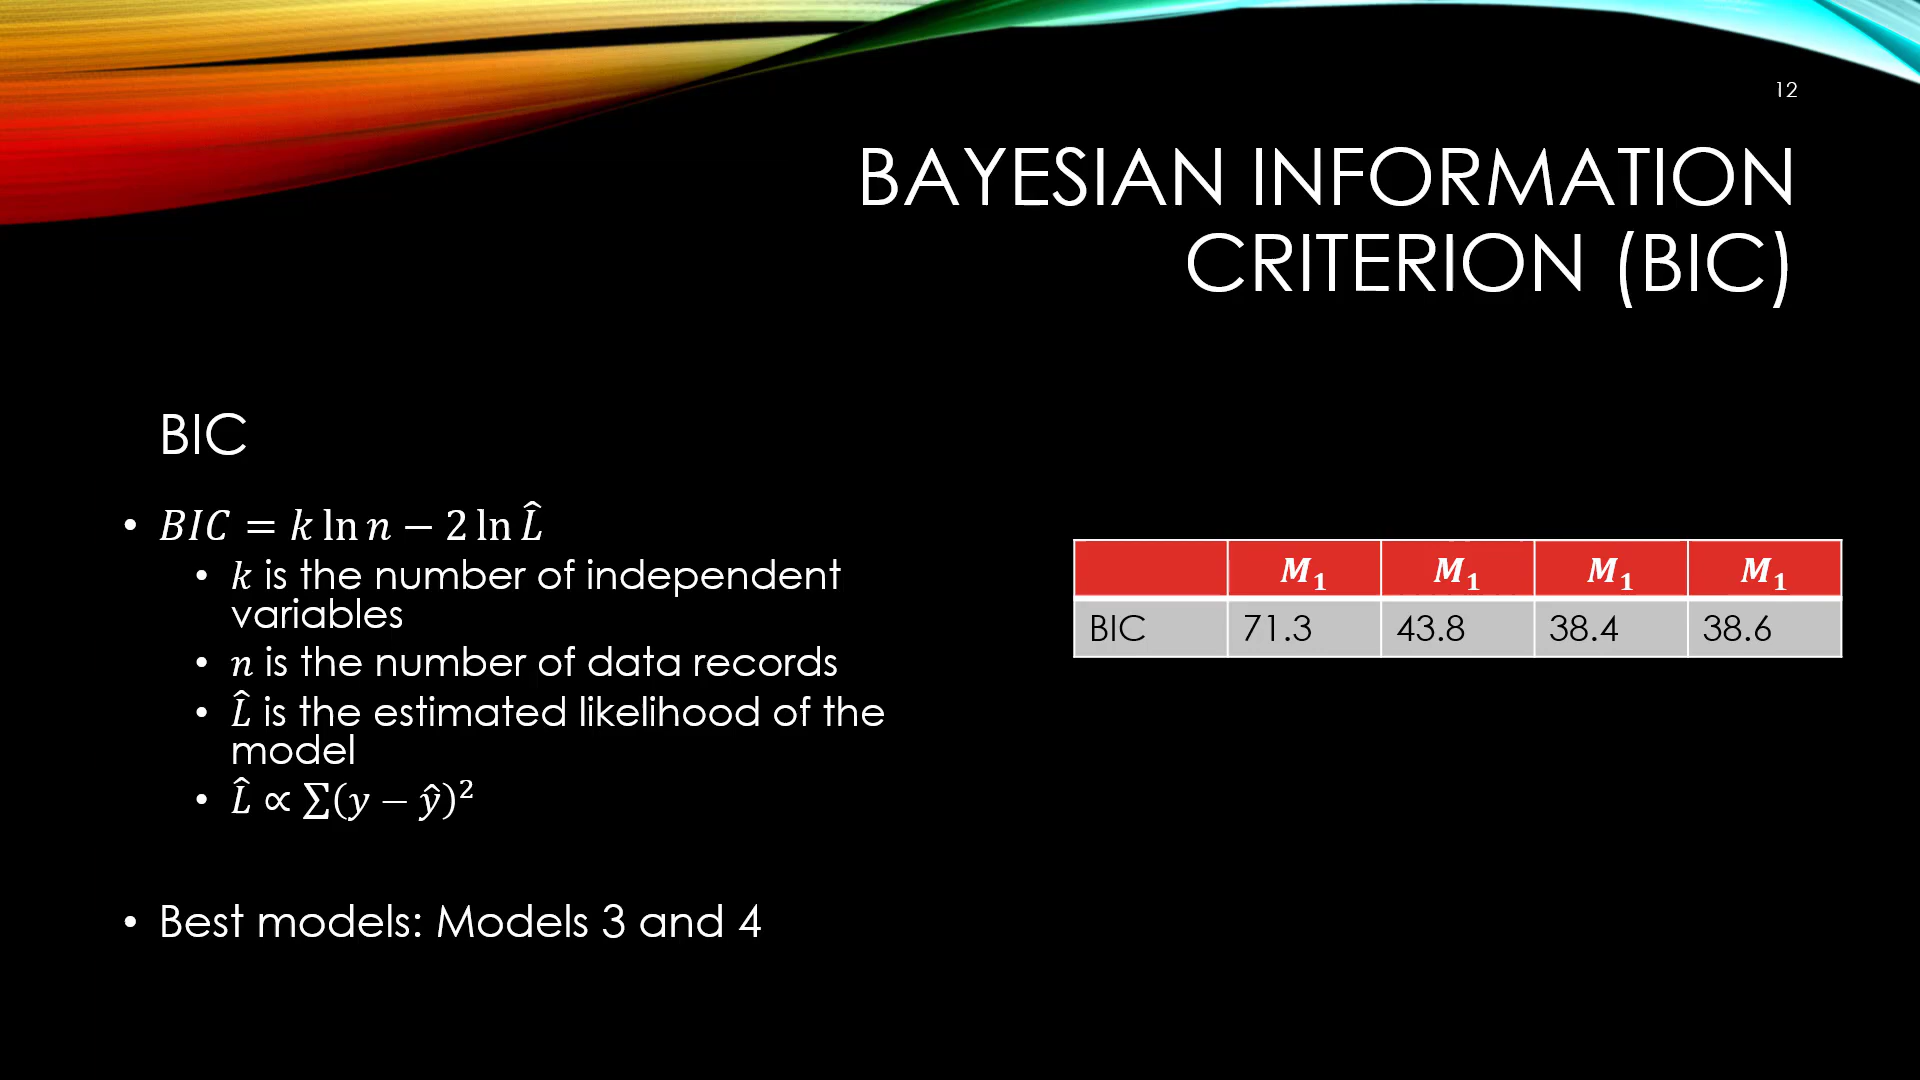 12
BAYESIAN INFORMATION
CRITERION (BIC)
BIC
• 𝐵𝐼𝐶 = 𝑘 ln 𝑛 − 2 ln 𝐿̂
• 𝑘 is the number of independent
variables
• 𝑛 is the number of data records
• 𝐿̂ is the estimated likelihood of the
model
• 𝐿̂ ∝ ∑(𝑦 − 𝑦̂)²
• Best models: Models 3 and 4
M₁ M₁ M₁ M₁
BIC 71.3 43.8 38.4 38.6